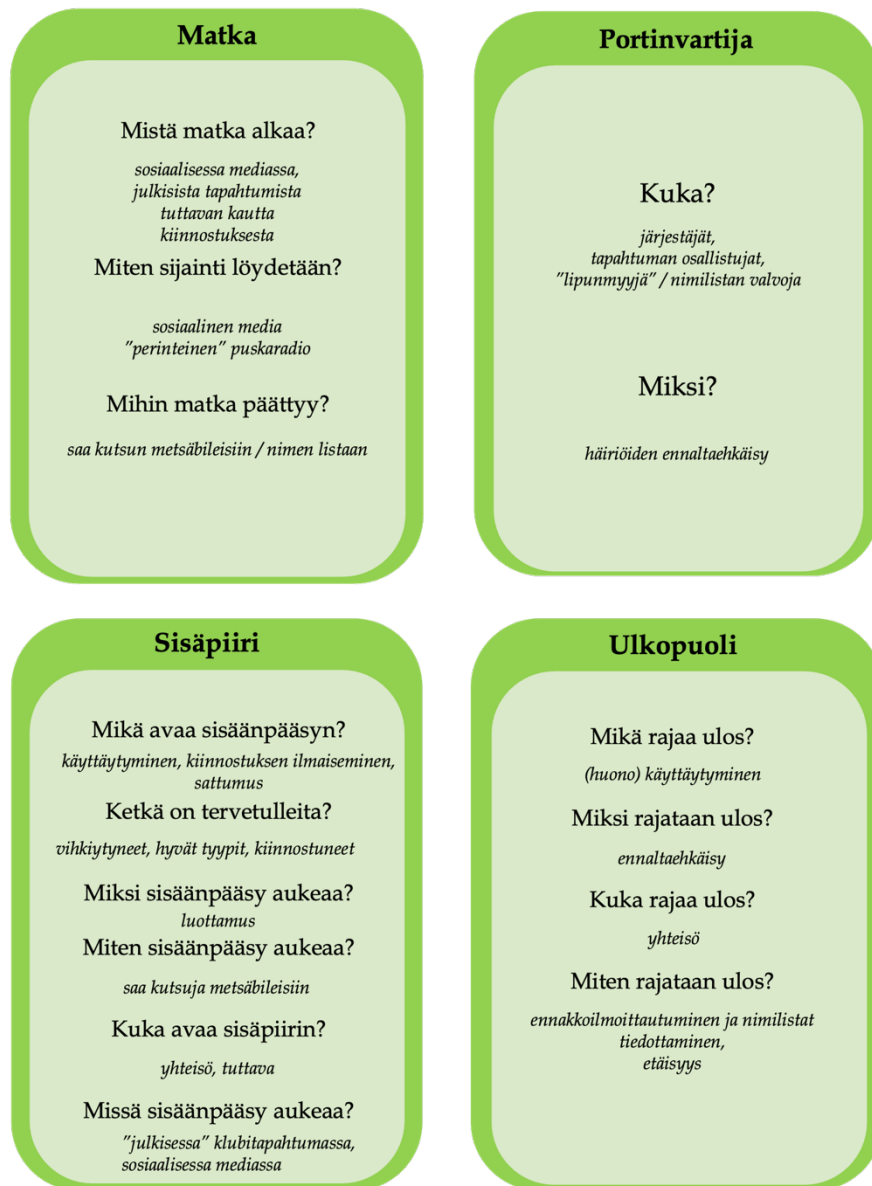 Matka
Mistä matka alkaa?
sosiaalisessa mediassa,
julkisista tapahtumista
tuttavan kautta
kiinnostuksesta
Miten sijainti löydetään?
sosiaalinen media
”perinteinen” puskaradio
Mihin matka päättyy?
saa kutsun metsäbileisiin / nimen listaan
Portinvartija
Kuka?
järjestäjät,
tapahtuman osallistujat,
”lipunmyyjä” / nimilistan valvoja
Miksi?
häiriöiden ennaltaehkäisy
Sisäpiiri
Mikä avaa sisäänpääsyn?
käyttäytyminen, kiinnostuksen ilmaiseminen,
sattumus
Ketkä on tervetulleita?
vihkiytyneet, hyvät tyypit, kiinnostuneet
Miksi sisäänpääsy aukeaa?
luottamus
Miten sisäänpääsy aukeaa?
saa kutsuja metsäbileisiin
Kuka avaa sisäpiirin?
yhteisö, tuttava
Missä sisäänpääsy aukeaa?
”julkisessa” klubitapahtumassa,
sosiaalisessa mediassa
Ulkopuoli
Mikä rajaa ulos?
(huono) käyttäytyminen
Miksi rajataan ulos?
ennaltaehkäisy
Kuka rajaa ulos?
yhteisö
Miten rajataan ulos?
ennakkoilmoittautuminen ja nimilistat
tiedottaminen,
etäisyys